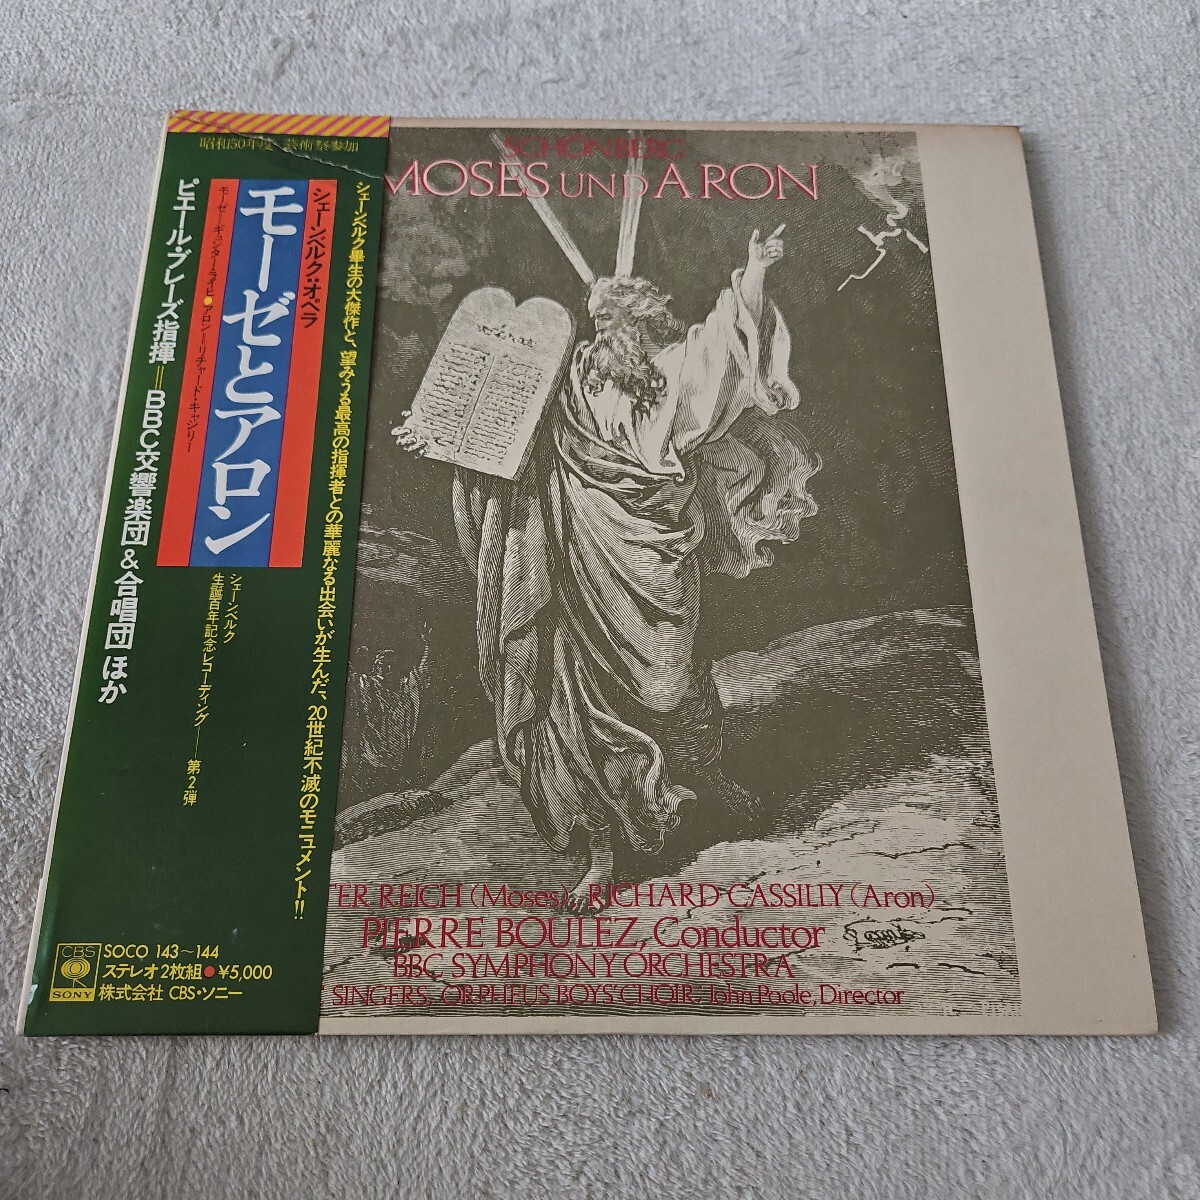 昭和50年度 芸術祭参加
シェーンベルク畢生の大傑作と、望みうる最高の指揮者との華麗なる出会いが生んだ、20世紀不滅のモニュメント!!
シェーンベルク:オペラ
モーゼとアロン
モーゼ=ギュンター・ライヒ●アロン=リチャード・キャシリー
シェーンベルク
生誕百年記念レコーディング——第2弾
ピエール・ブレーズ指揮=BBC交響楽団&合唱団 ほか
CBS
SONY
SOCO 143〜144
ステレオ2枚組●¥5,000
株式会社 CBS・ソニー
SCHÖNBERG
MOSES UND ARON
TER REICH (Moses), RICHARD CASSILLY (Aron)
PIERRE BOULEZ, Conductor
BBC SYMPHONY ORCHESTRA
SINGERS, ORPHEUS BOYS' CHOIR, John Poole, Director